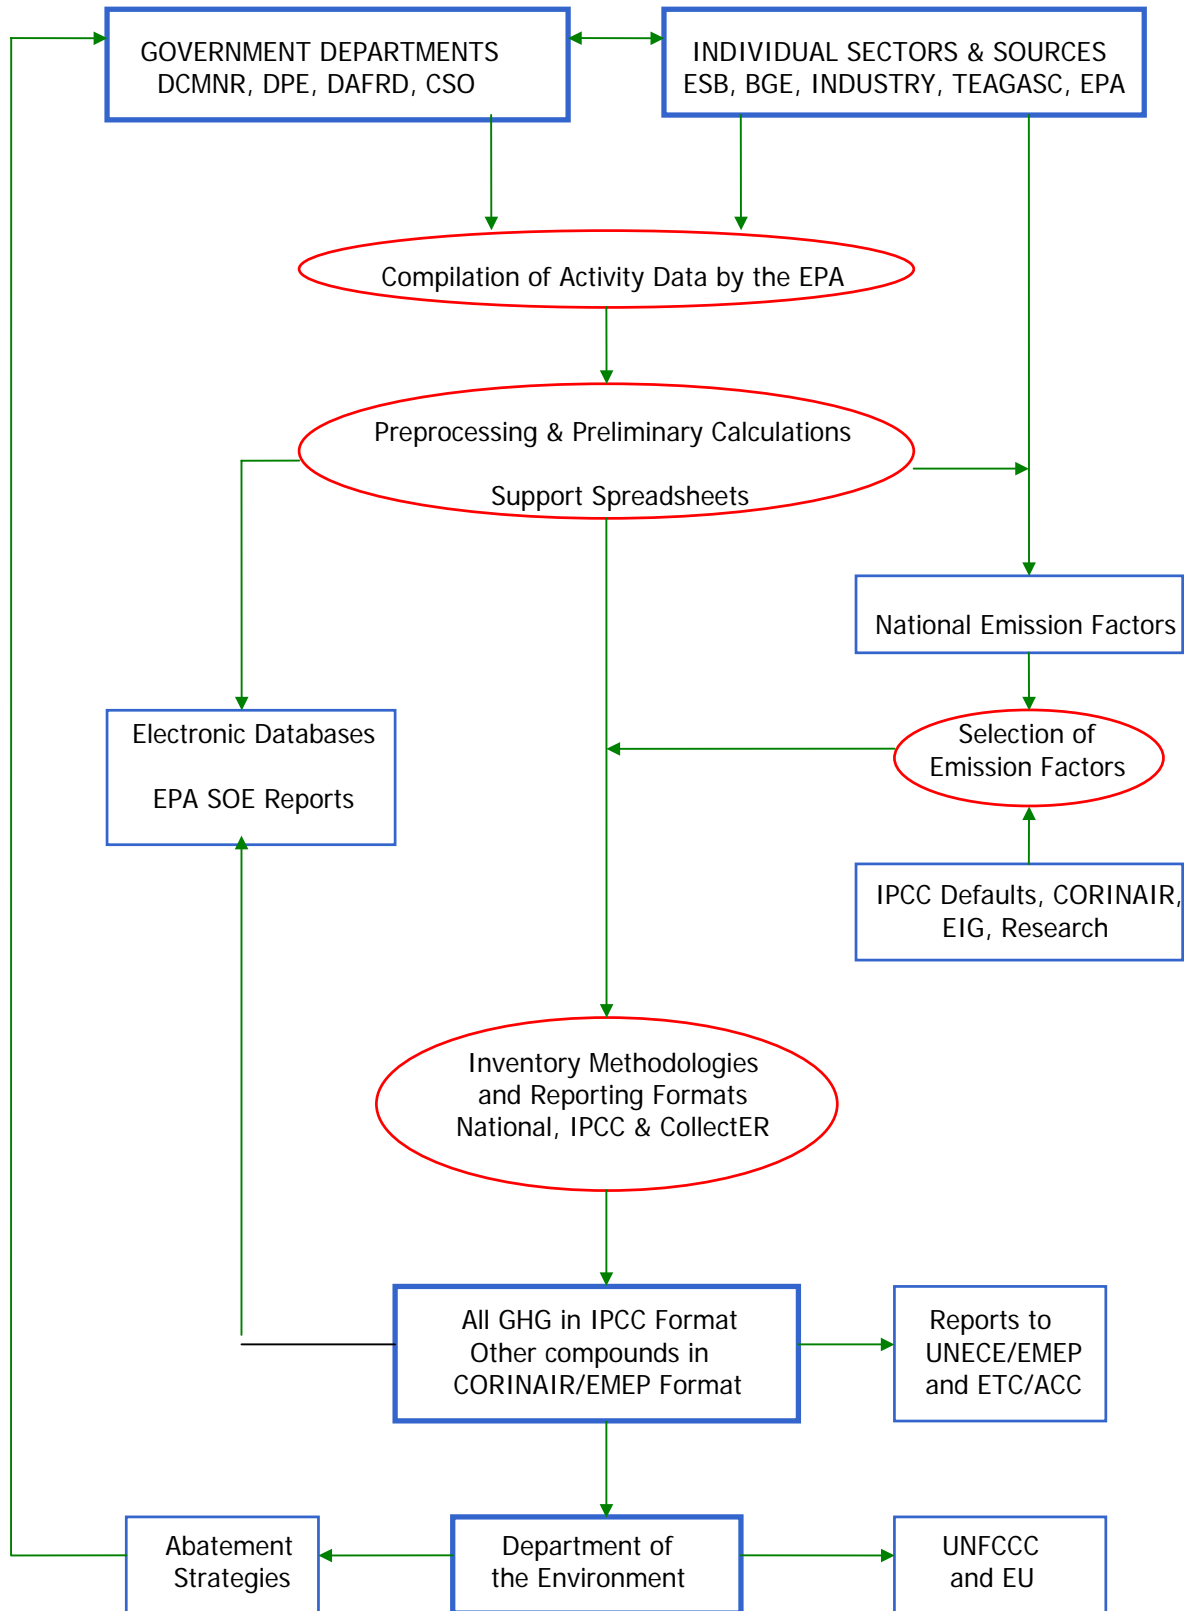 GOVERNMENT DEPARTMENTS
DCMNR, DPE, DAFRD, CSO
INDIVIDUAL SECTORS & SOURCES
ESB, BGE, INDUSTRY, TEAGASC, EPA
Compilation of Activity Data by the EPA
Preprocessing & Preliminary Calculations
Support Spreadsheets
National Emission Factors
Electronic Databases
EPA SOE Reports
Selection of
Emission Factors
IPCC Defaults, CORINAIR,
EIG, Research
Inventory Methodologies
and Reporting Formats
National, IPCC & CollectER
All GHG in IPCC Format
Other compounds in
CORINAIR/EMEP Format
Reports to
UNECE/EMEP
and ETC/ACC
Abatement
Strategies
Department of
the Environment
UNFCCC
and EU